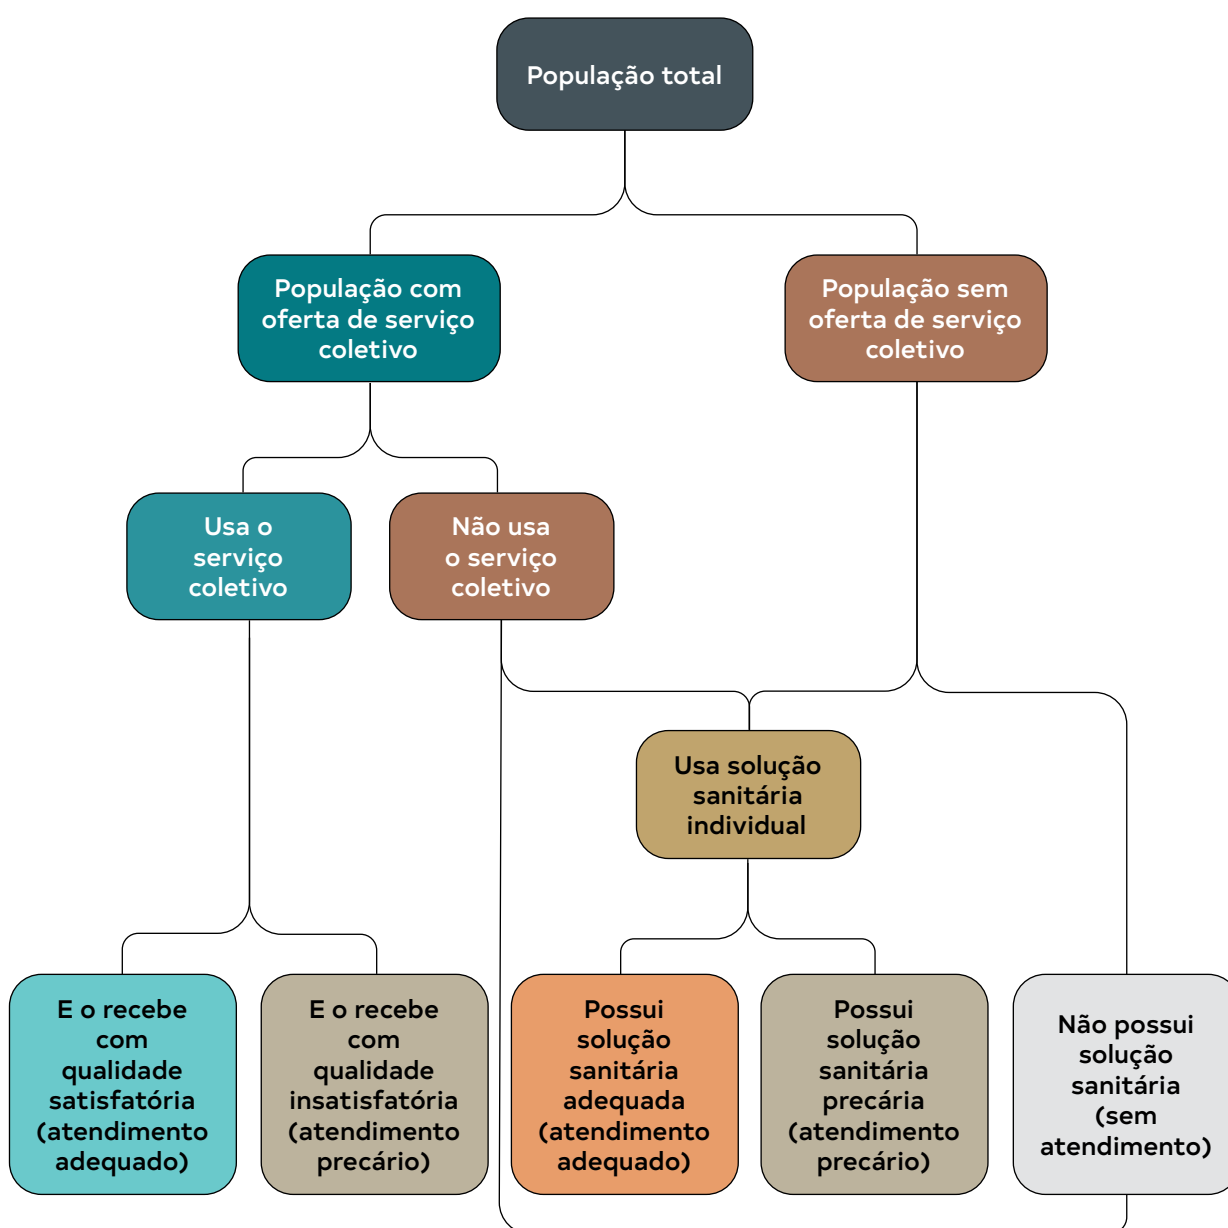 População total
População com
oferta de serviço
coletivo
População sem
oferta de serviço
coletivo
Usa o
serviço
coletivo
Não usa
o serviço
coletivo
Usa solução
sanitária
individual
E o recebe
com
qualidade
satisfatória
(atendimento
adequado)
E o recebe
com
qualidade
insatisfatória
(atendimento
precário)
Possui
solução
sanitária
adequada
(atendimento
adequado)
Possui
solução
sanitária
precária
(atendimento
precário)
Não possui
solução
sanitária
(sem
atendimento)